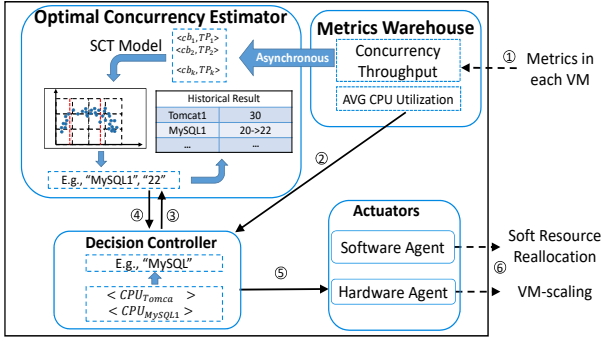 Optimal Concurrency Estimator
SCT Model
<cb₁,TP₁>
<cb₂,TP₂>
<cbₖ,TPₖ>
Asynchronous
Historical Result
Tomcat1 30
MySQL1 20->22
... ...
E.g., “MySQL1”, “22”
Metrics Warehouse
Concurrency
Throughput
AVG CPU Utilization
①
Metrics in
each VM
②
④ ③
Decision Controller
E.g., “MySQL”
< CPU_Tomca >
< CPU_MySQL1 >
⑤
Actuators
Software Agent
Hardware Agent
Soft Resource
Reallocation
⑥
VM-scaling